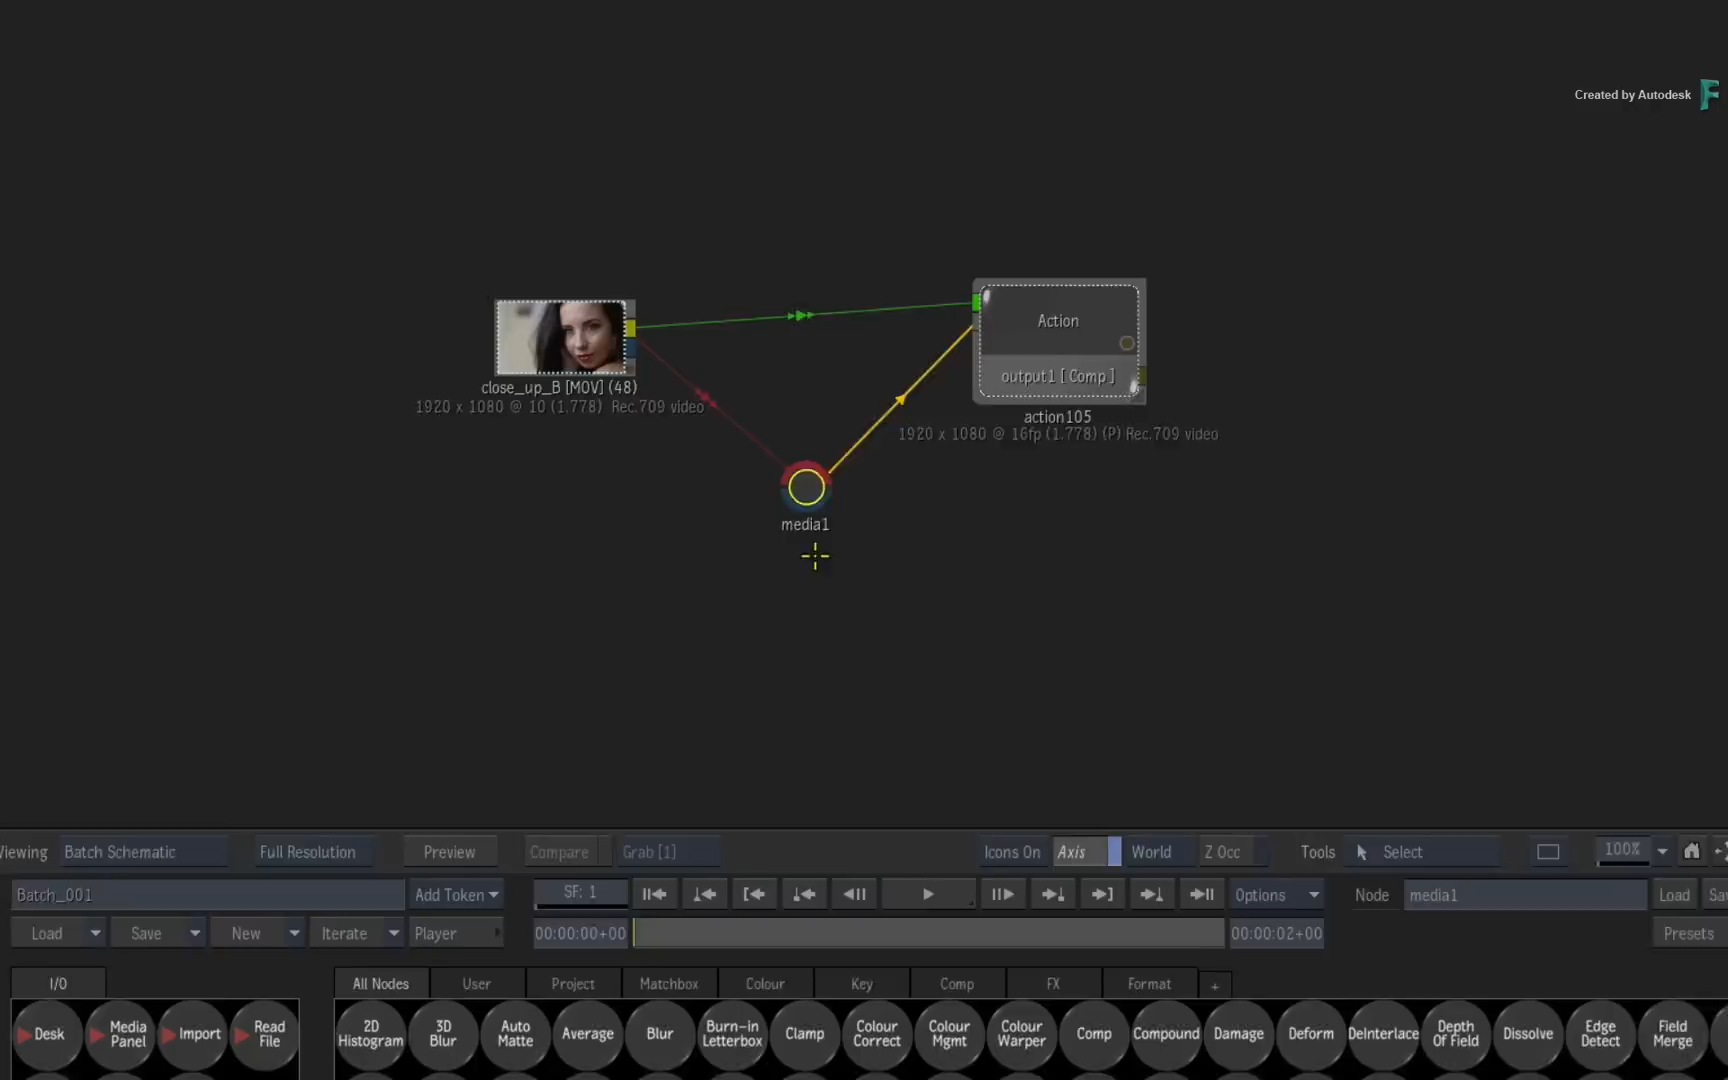 Created by Autodesk
Action
output1 [ Comp ]
close_up_B [MOV] (48)
1920 x 1080 @ 10 (1.778) Rec.709 video
action105
1920 x 1080 @ 16fp (1.778) (P) Rec.709 video
media1
Viewing Batch Schematic Full Resolution Preview Compare Grab [1] Icons On Axis World Z Occ Tools Select 100%
Batch_001 Add Token SF: 1 Options Node media1 Load
Load Save New Iterate Player 00:00:00+00 00:00:02+00 Presets
I/O All Nodes User Project Matchbox Colour Key Comp FX Format +
Desk
Media Panel
Import
Read File
2D Histogram
3D Blur
Auto Matte
Average
Blur
Burn-in Letterbox
Clamp
Colour Correct
Colour Mgmt
Colour Warper
Comp
Compound
Damage
Deform
DeInterlace
Depth Of Field
Dissolve
Edge Detect
Field Merge